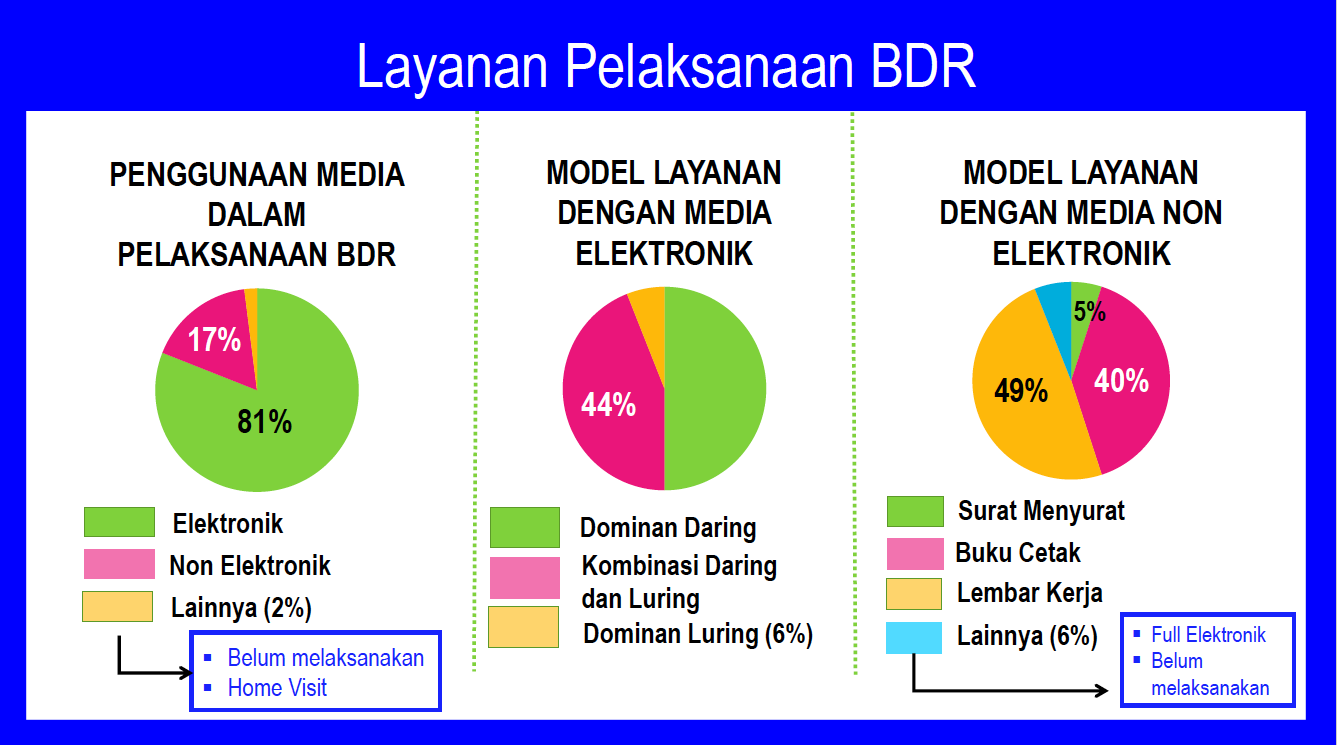 Layanan Pelaksanaan BDR
PENGGUNAAN MEDIA
DALAM
PELAKSANAAN BDR
17%
81%
Elektronik
Non Elektronik
Lainnya (2%)
▪ Belum melaksanakan
▪ Home Visit
MODEL LAYANAN
DENGAN MEDIA
ELEKTRONIK
44%
Dominan Daring
Kombinasi Daring
dan Luring
Dominan Luring (6%)
MODEL LAYANAN
DENGAN MEDIA NON
ELEKTRONIK
5%
40%
49%
Surat Menyurat
Buku Cetak
Lembar Kerja
Lainnya (6%)
▪ Full Elektronik
▪ Belum
melaksanakan